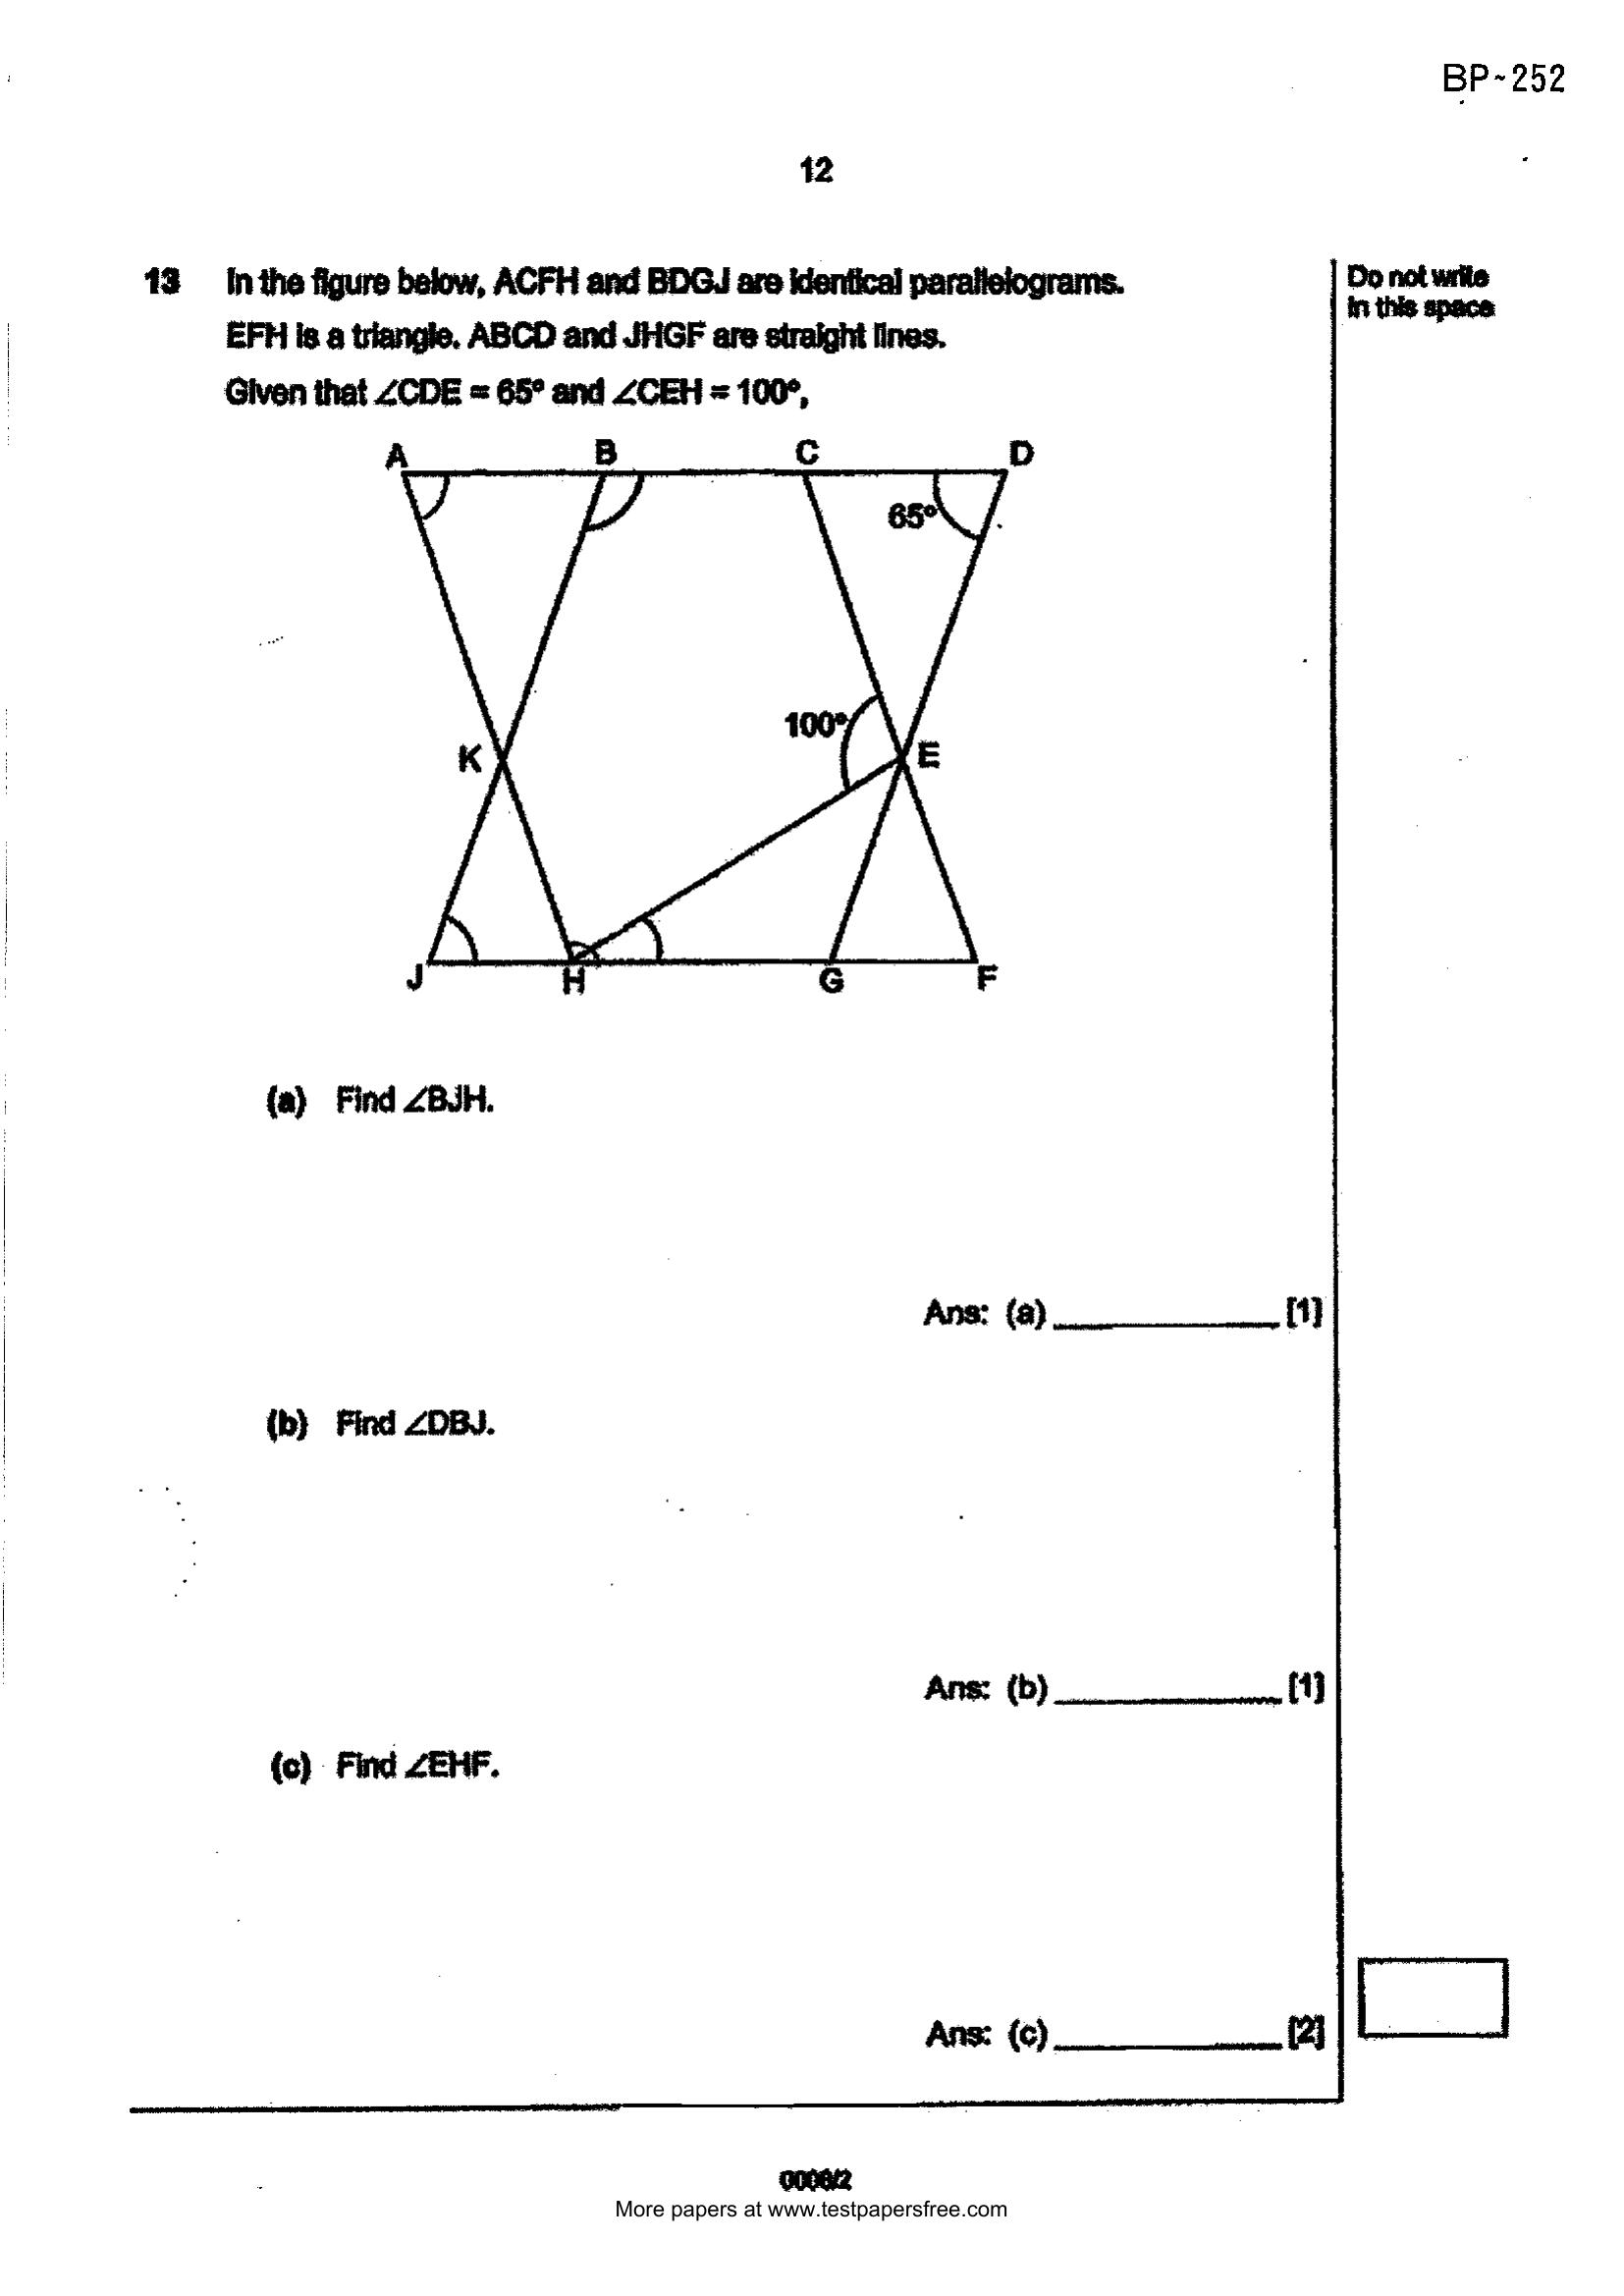 BP-252
12
13 In the figure below, ACFH and BDGJ are identical parallelograms.
EFH is a triangle. ABCD and JHGF are straight lines.
Given that ∠CDE = 65° and ∠CEH = 100°,
Do not write
in this space
A B C D
65°
100°
K E
J H G F
(a) Find ∠BJH.
Ans: (a) ____________ [1]
(b) Find ∠DBJ.
Ans: (b) ____________ [1]
(c) Find ∠EHF.
Ans: (c) ____________ [2]
0008/2
More papers at www.testpapersfree.com